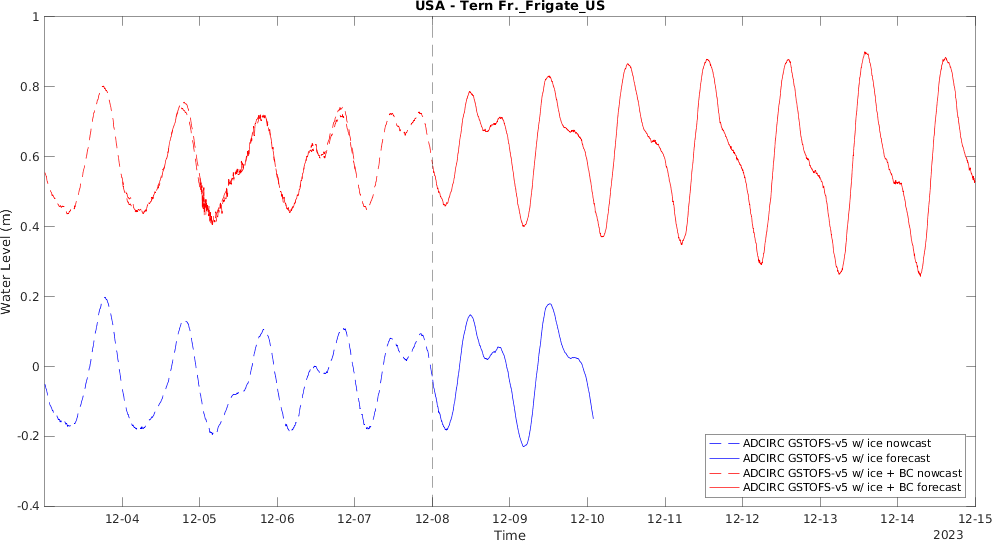 USA - Tern Fr._Frigate_US
Water Level (m)
1
0.8
0.6
0.4
0.2
0
-0.2
-0.4
ADCIRC GSTOFS-v5 w/ ice nowcast
ADCIRC GSTOFS-v5 w/ ice forecast
ADCIRC GSTOFS-v5 w/ ice + BC nowcast
ADCIRC GSTOFS-v5 w/ ice + BC forecast
12-04 12-05 12-06 12-07 12-08 12-09 12-10 12-11 12-12 12-13 12-14 12-15
Time
2023